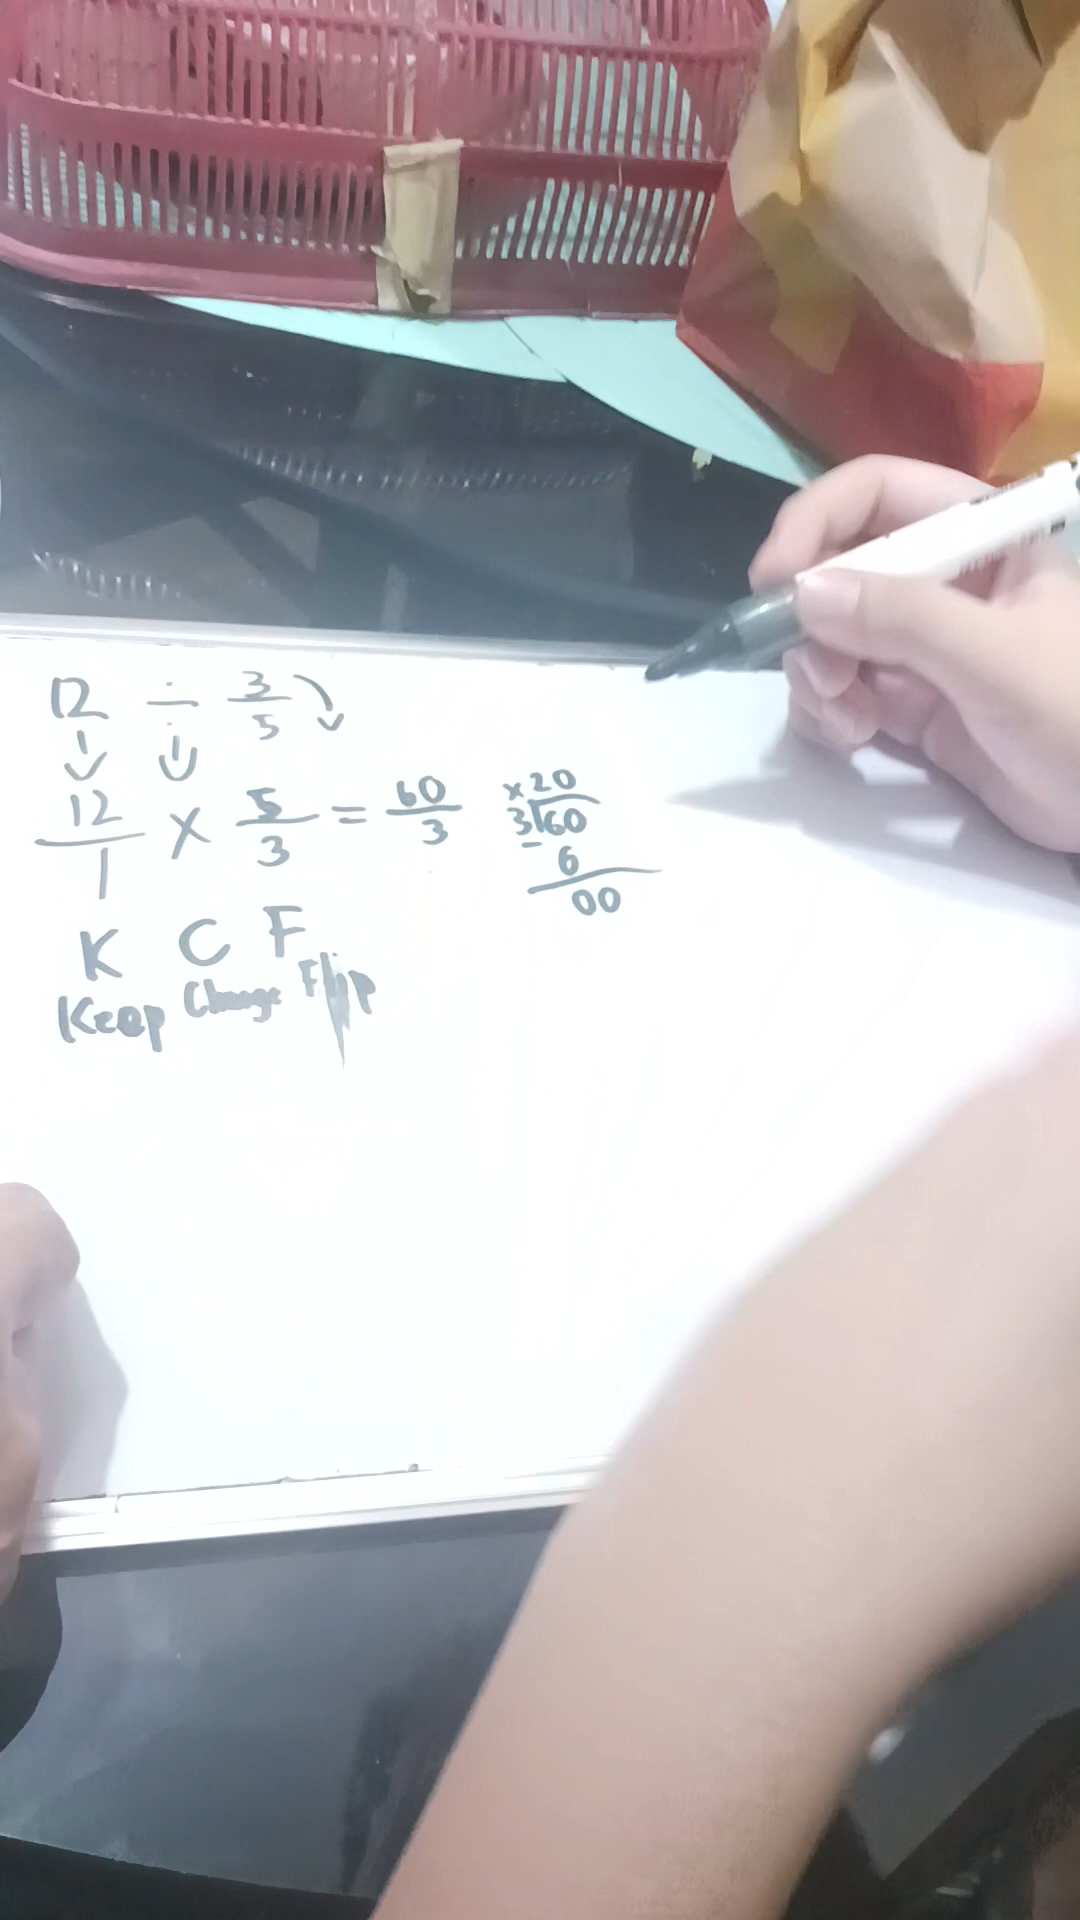 12 ÷ 3/5
12/1 × 5/3 = 60/3
× 20
3)60
- 6
00
K C F
Keep Change Flip